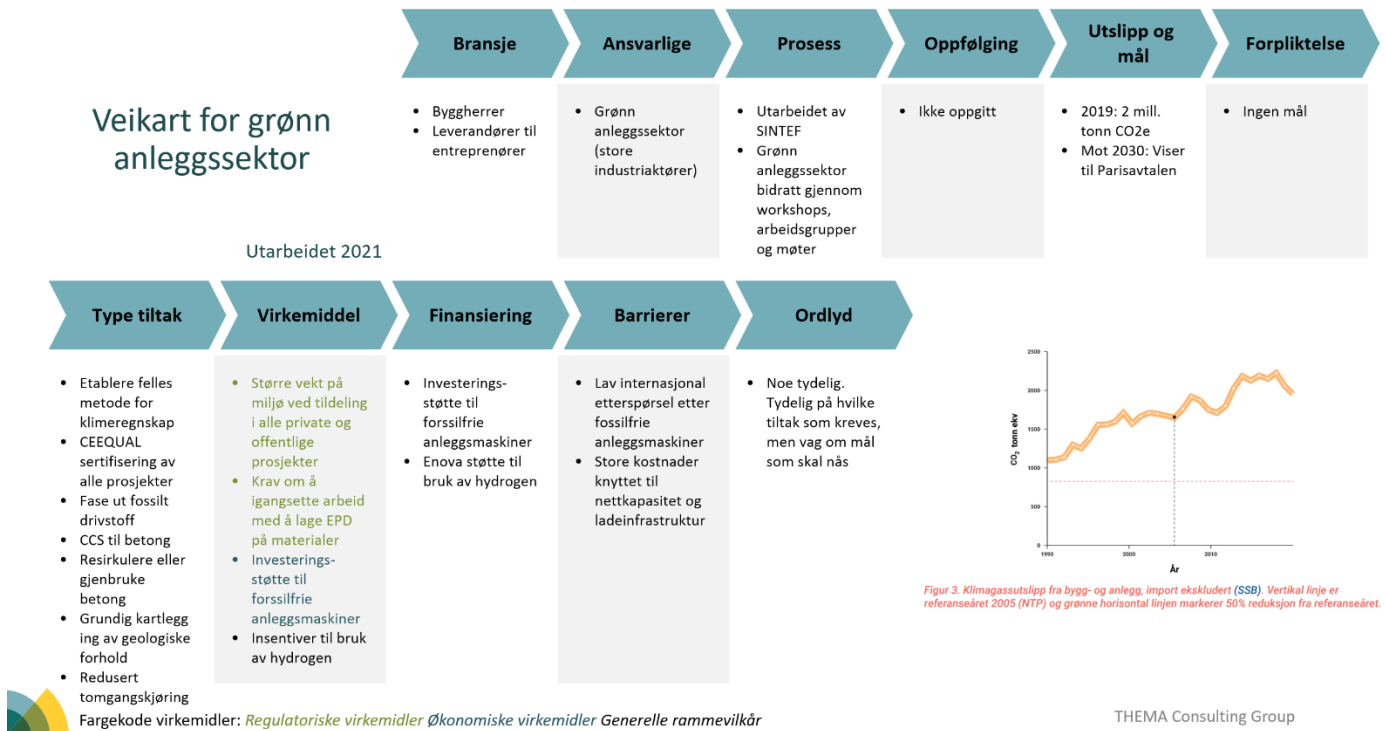 Veikart for grønn
anleggssektor
Utarbeidet 2021
Bransje
• Byggherrer
• Leverandører til
entreprenører
Ansvarlige
• Grønn
anleggssektor
(store
industriaktører)
Prosess
• Utarbeidet av
SINTEF
• Grønn
anleggssektor
bidratt gjennom
workshops,
arbeidsgrupper
og møter
Oppfølging
• Ikke oppgitt
Utslipp og
mål
• 2019: 2 mill.
tonn CO2e
• Mot 2030: Viser
til Parisavtalen
Forpliktelse
• Ingen mål
Type tiltak
• Etablere felles
metode for
klimeregnskap
• CEEQUAL
sertifisering av
alle prosjekter
• Fase ut fossilt
drivstoff
• CCS til betong
• Resirkulere eller
gjenbruke
betong
• Grundig kartlegg
ing av geologiske
forhold
• Redusert
tomgangskjøring
Virkemiddel
• Større vekt på
miljø ved tildeling
i alle private og
offentlige
prosjekter
• Krav om å
igangsette arbeid
med å lage EPD
på materialer
• Investerings-
støtte til
forssilfrie
anleggsmaskiner
• Insentiver til bruk
av hydrogen
Finansiering
• Investerings-
støtte til
forssilfrie
anleggsmaskiner
• Enova støtte til
bruk av hydrogen
Barrierer
• Lav internasjonal
etterspørsel etter
fossilfrie
anleggsmaskiner
• Store kostnader
knyttet til
nettkapasitet og
ladeinfrastruktur
Ordlyd
• Noe tydelig.
Tydelig på hvilke
tiltak som kreves,
men vag om mål
som skal nås
CO2 tonn ekv
2500
2000
1500
1000
500
0
1990
2000
2010
År
Figur 3. Klimagassutslipp fra bygg- og anlegg, import ekskludert (SSB). Vertikal linje er
referanseåret 2005 (NTP) og grønne horisontal linjen markerer 50% reduksjon fra referanseåret.
Fargekode virkemidler: Regulatoriske virkemidler Økonomiske virkemidler Generelle rammevilkår
THEMA Consulting Group